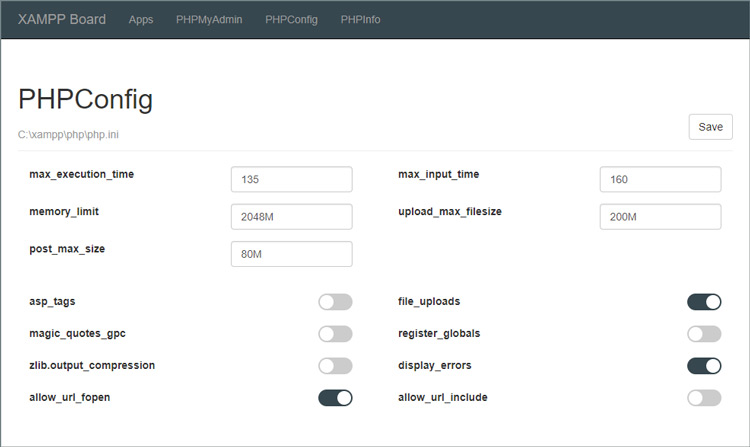 XAMPP Board Apps PHPMyAdmin PHPConfig PHPInfo
PHPConfig
C:\xampp\php\php.ini
Save
max_execution_time 135 max_input_time 160
memory_limit 2048M upload_max_filesize 200M
post_max_size 80M
asp_tags file_uploads
magic_quotes_gpc register_globals
zlib.output_compression display_errors
allow_url_fopen allow_url_include